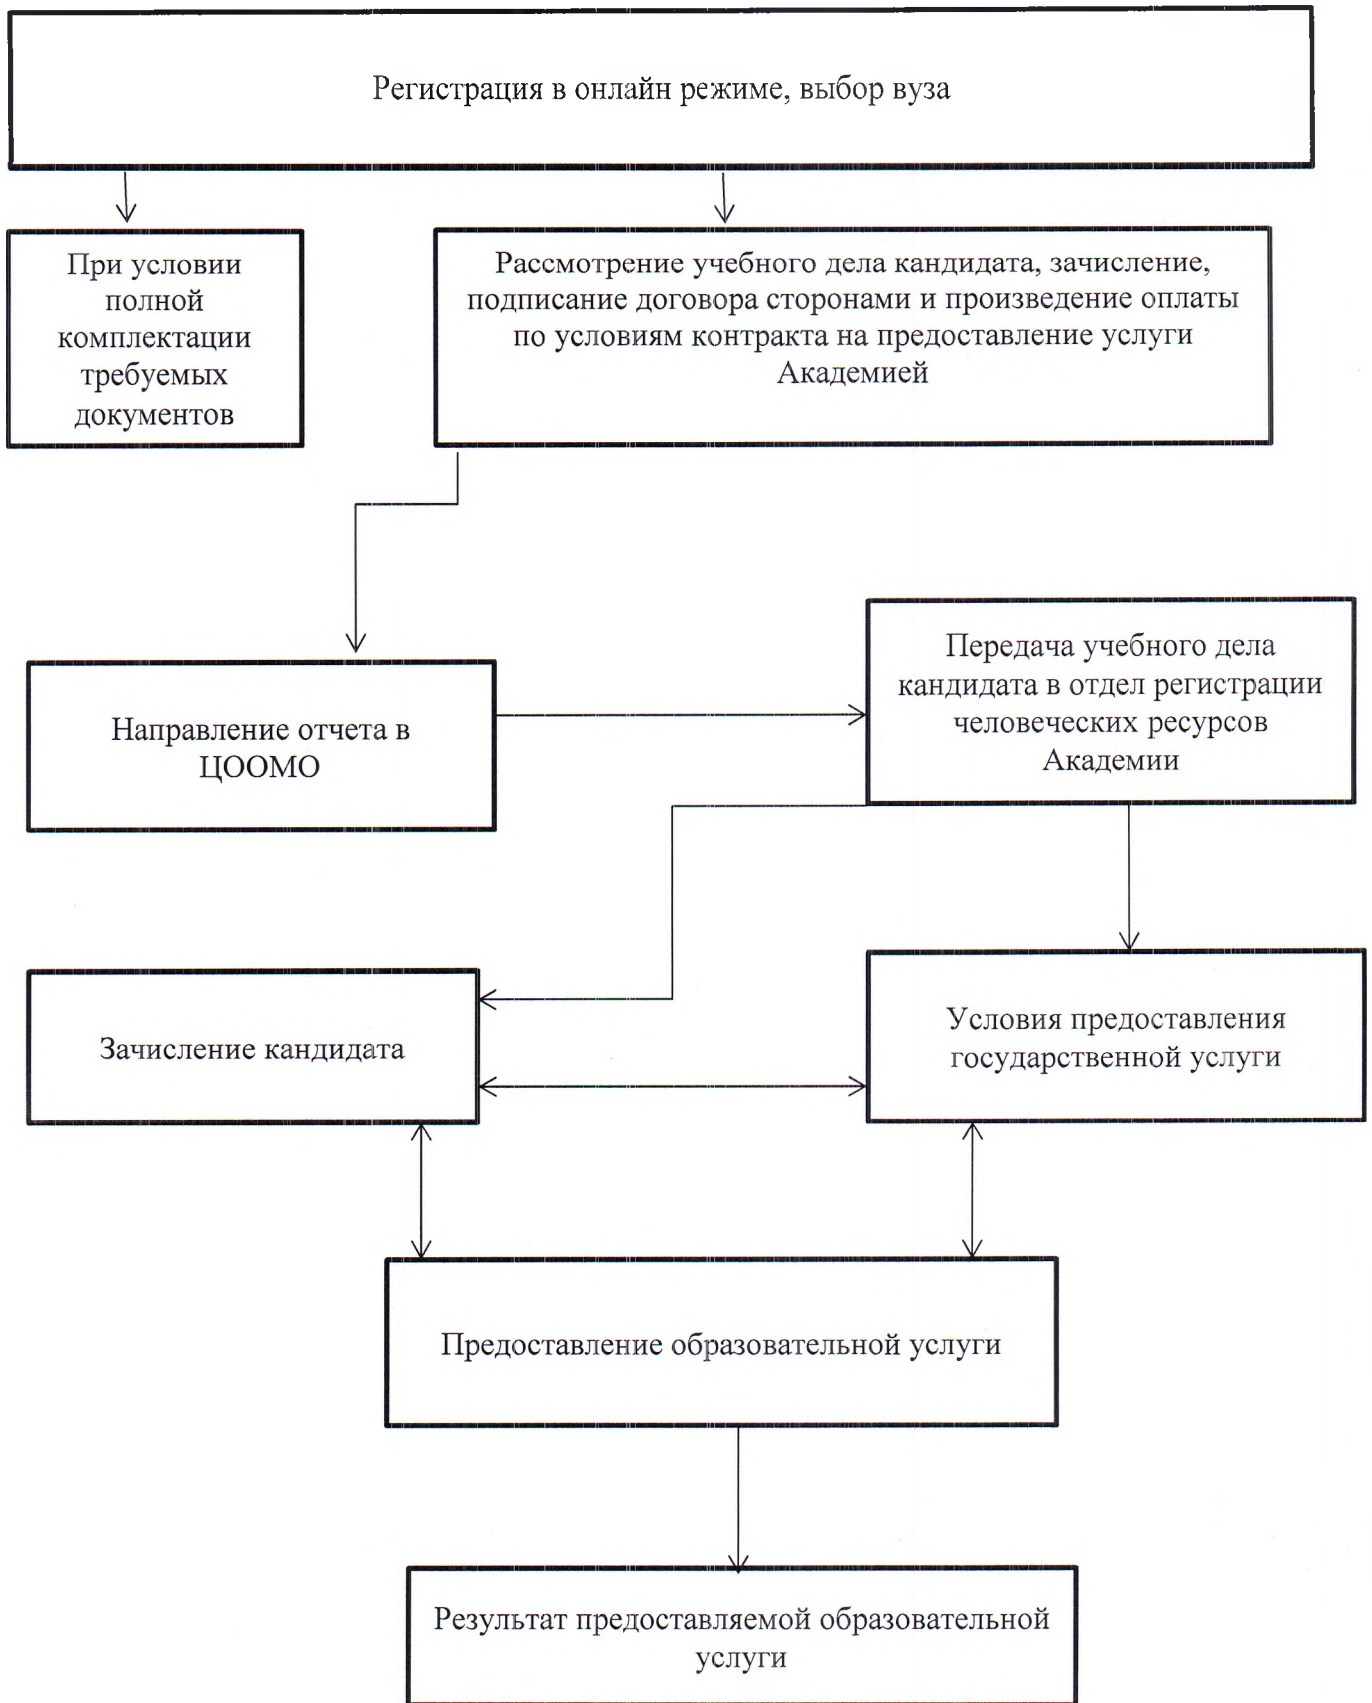 Регистрация в онлайн режиме, выбор вуза
При условии
полной
комплектации
требуемых
документов
Рассмотрение учебного дела кандидата, зачисление,
подписание договора сторонами и произведение оплаты
по условиям контракта на предоставление услуги
Академией
Направление отчета в
ЦООМО
Передача учебного дела
кандидата в отдел регистрации
человеческих ресурсов
Академии
Зачисление кандидата
Условия предоставления
государственной услуги
Предоставление образовательной услуги
Результат предоставляемой образовательной
услуги